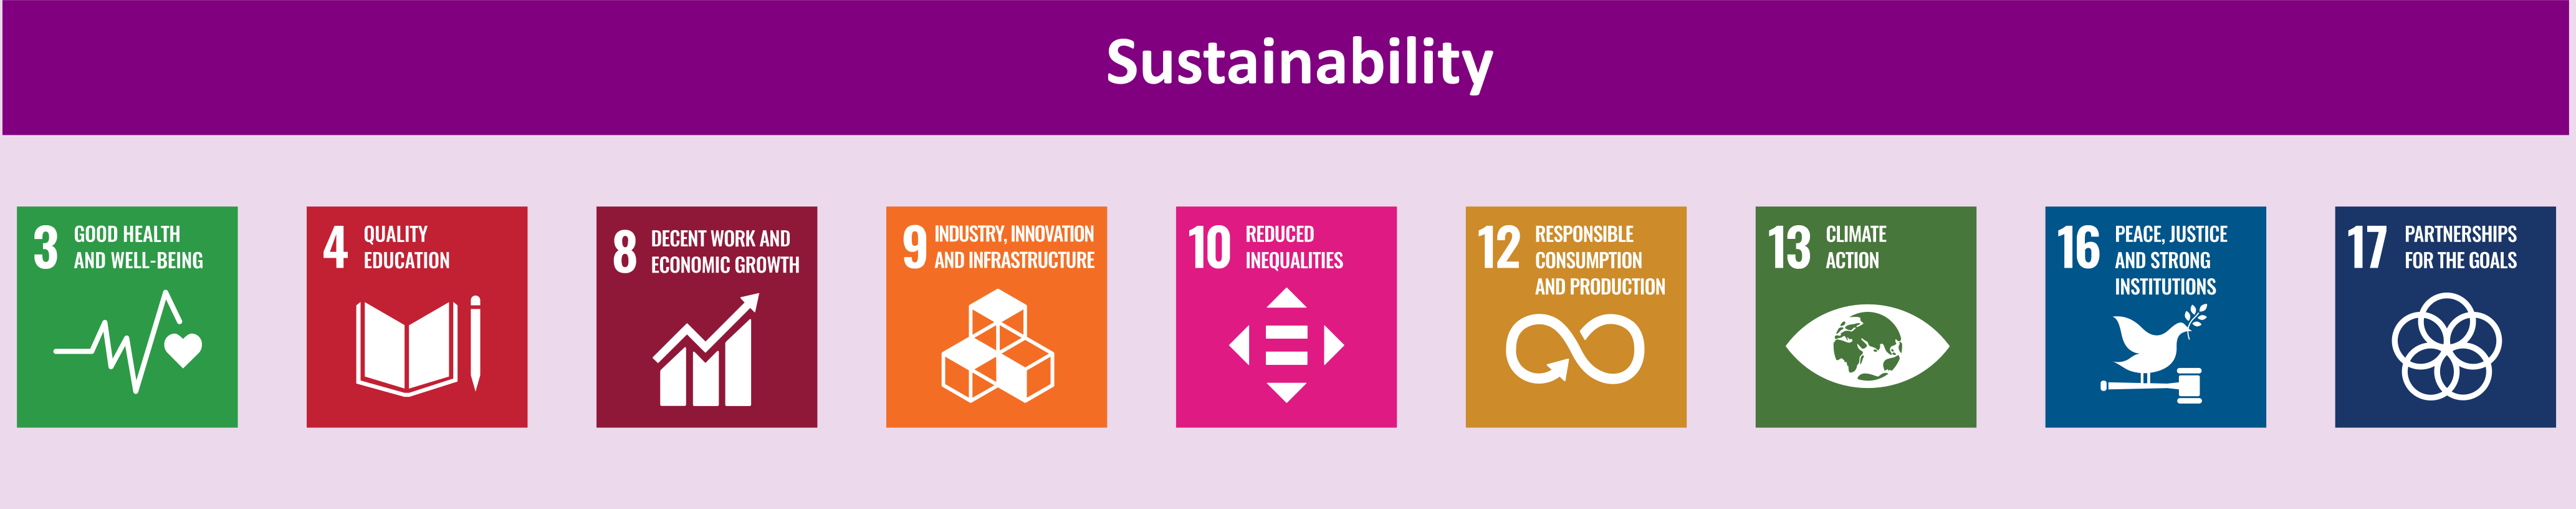 Sustainability
3 GOOD HEALTH
AND WELL-BEING
4 QUALITY
EDUCATION
8 DECENT WORK AND
ECONOMIC GROWTH
9 INDUSTRY, INNOVATION
AND INFRASTRUCTURE
10 REDUCED
INEQUALITIES
12 RESPONSIBLE
CONSUMPTION
AND PRODUCTION
13 CLIMATE
ACTION
16 PEACE, JUSTICE
AND STRONG
INSTITUTIONS
17 PARTNERSHIPS
FOR THE GOALS